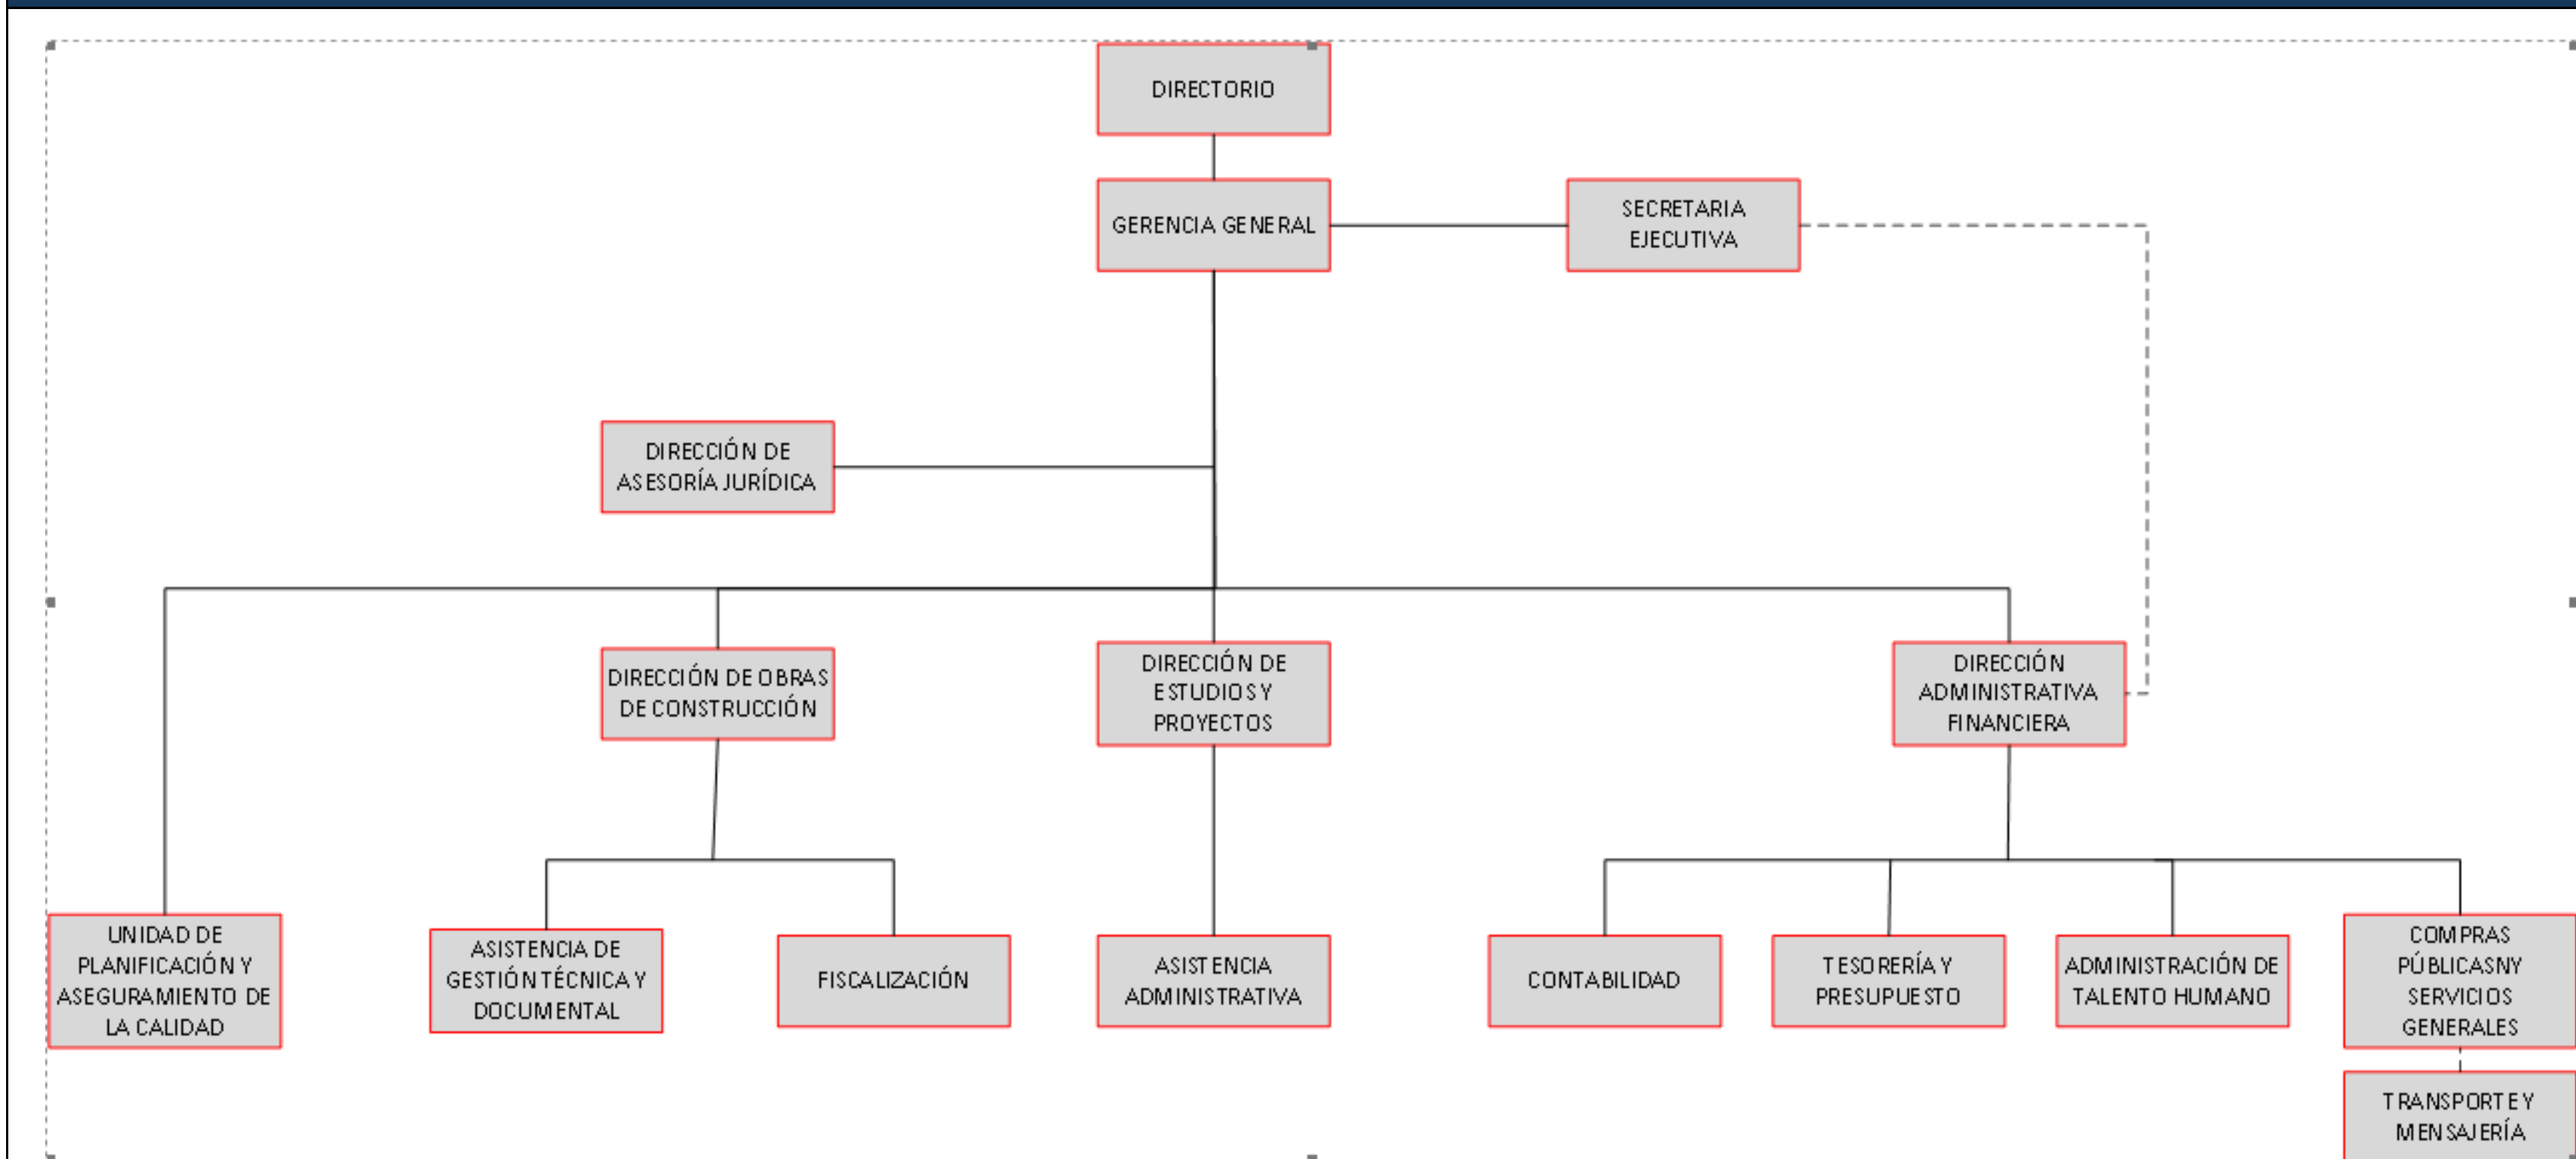 DIRECTORIO
GERENCIA GENERAL
SECRETARIA
EJECUTIVA
DIRECCIÓN DE
ASESORÍA JURÍDICA
DIRECCIÓN DE OBRAS
DE CONSTRUCCIÓN
DIRECCIÓN DE
ESTUDIOS Y
PROYECTOS
DIRECCIÓN
ADMINISTRATIVA
FINANCIERA
UNIDAD DE
PLANIFICACIÓN Y
ASEGURAMIENTO DE
LA CALIDAD
ASISTENCIA DE
GESTIÓN TÉCNICA Y
DOCUMENTAL
FISCALIZACIÓN
ASISTENCIA
ADMINISTRATIVA
CONTABILIDAD
TESORERÍA Y
PRESUPUESTO
ADMINISTRACIÓN DE
TALENTO HUMANO
COMPRAS
PÚBLICASNY
SERVICIOS
GENERALES
TRANSPORTE Y
MENSAJERÍA